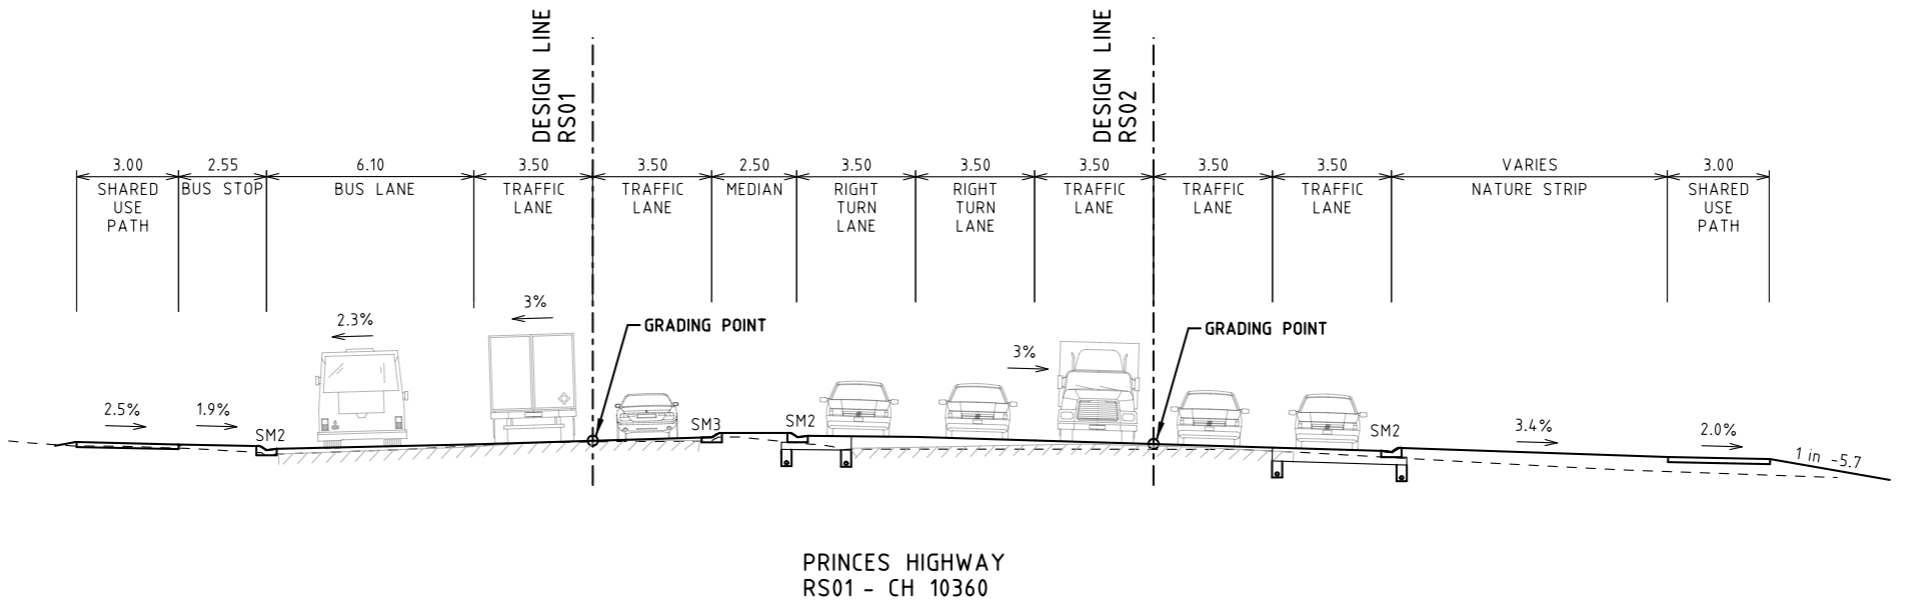 DESIGN LINE
RS01
DESIGN LINE
RS02
3.00
2.55
6.10
3.50
3.50
2.50
3.50
3.50
3.50
3.50
3.50
VARIES
3.00
SHARED
USE
PATH
BUS STOP
BUS LANE
TRAFFIC
LANE
TRAFFIC
LANE
MEDIAN
RIGHT
TURN
LANE
RIGHT
TURN
LANE
TRAFFIC
LANE
TRAFFIC
LANE
TRAFFIC
LANE
NATURE STRIP
SHARED
USE
PATH
2.5%
1.9%
SM2
2.3%
3%
GRADING POINT
SM3
SM2
3%
GRADING POINT
SM2
3.4%
2.0%
1 in -5.7
PRINCES HIGHWAY
RS01 - CH 10360